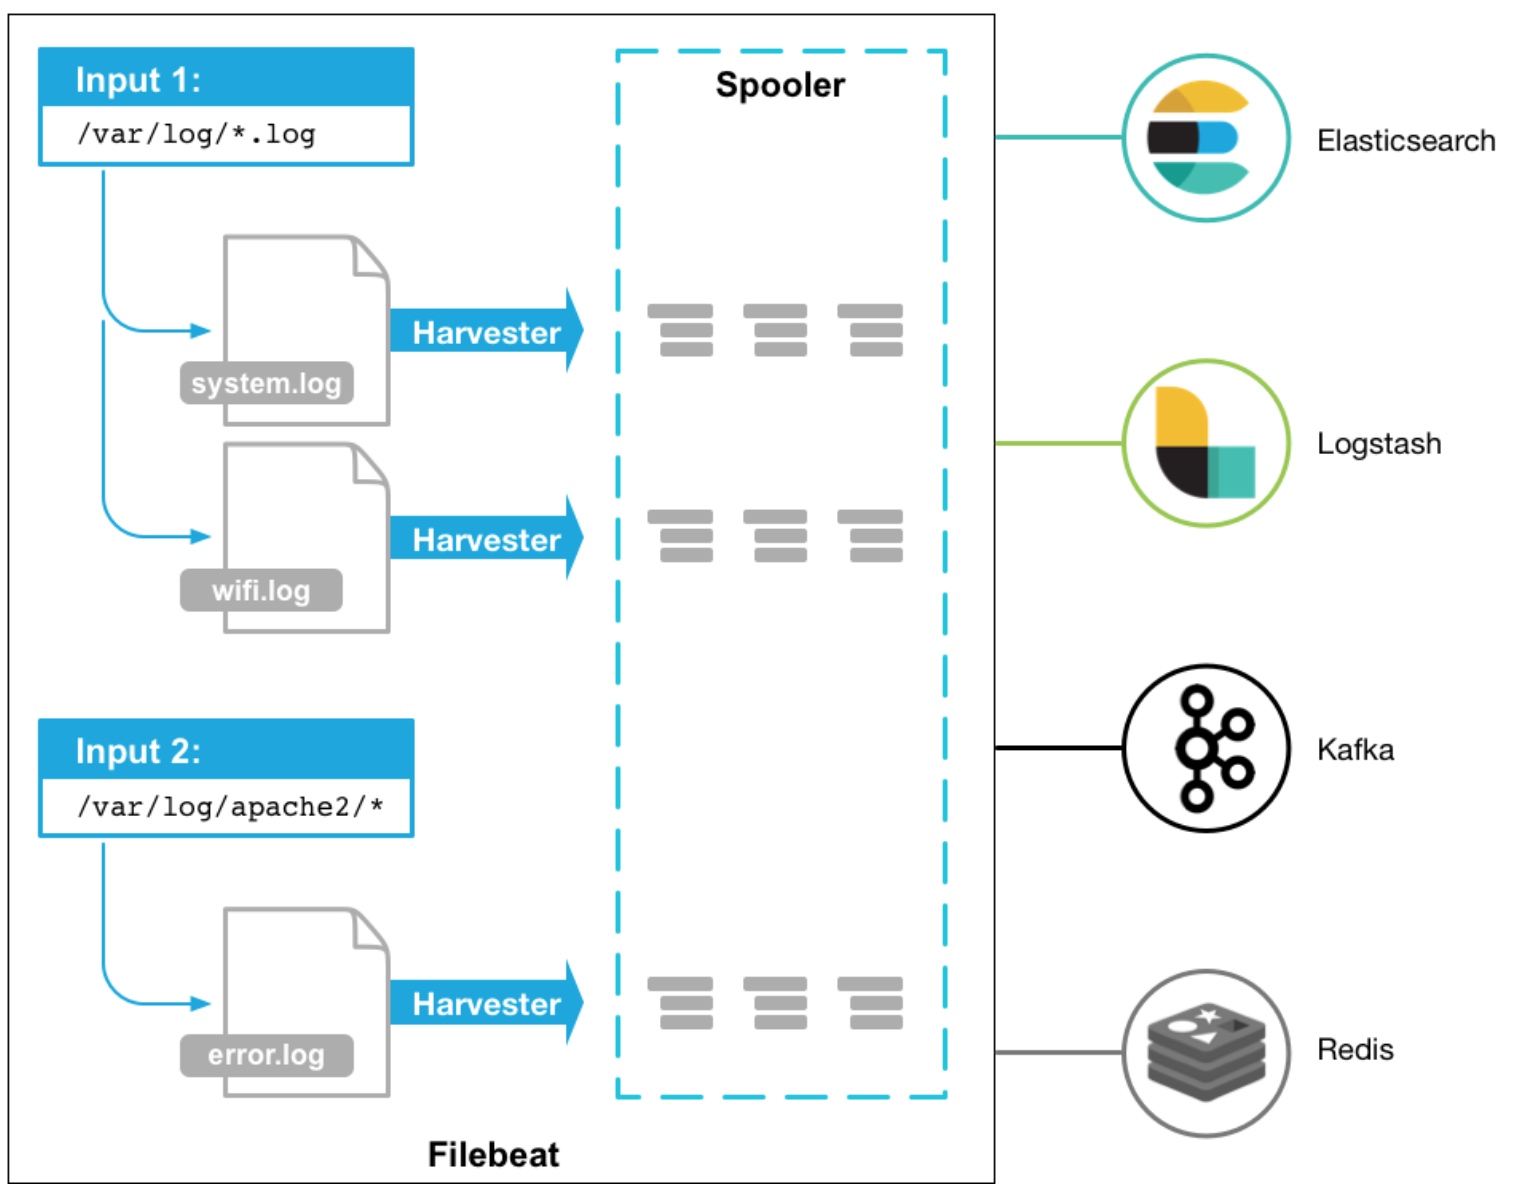 Input 1:
/var/log/*.log
Spooler
system.log
Harvester
wifi.log
Harvester
Input 2:
/var/log/apache2/*
error.log
Harvester
Filebeat
Elasticsearch
Logstash
Kafka
Redis